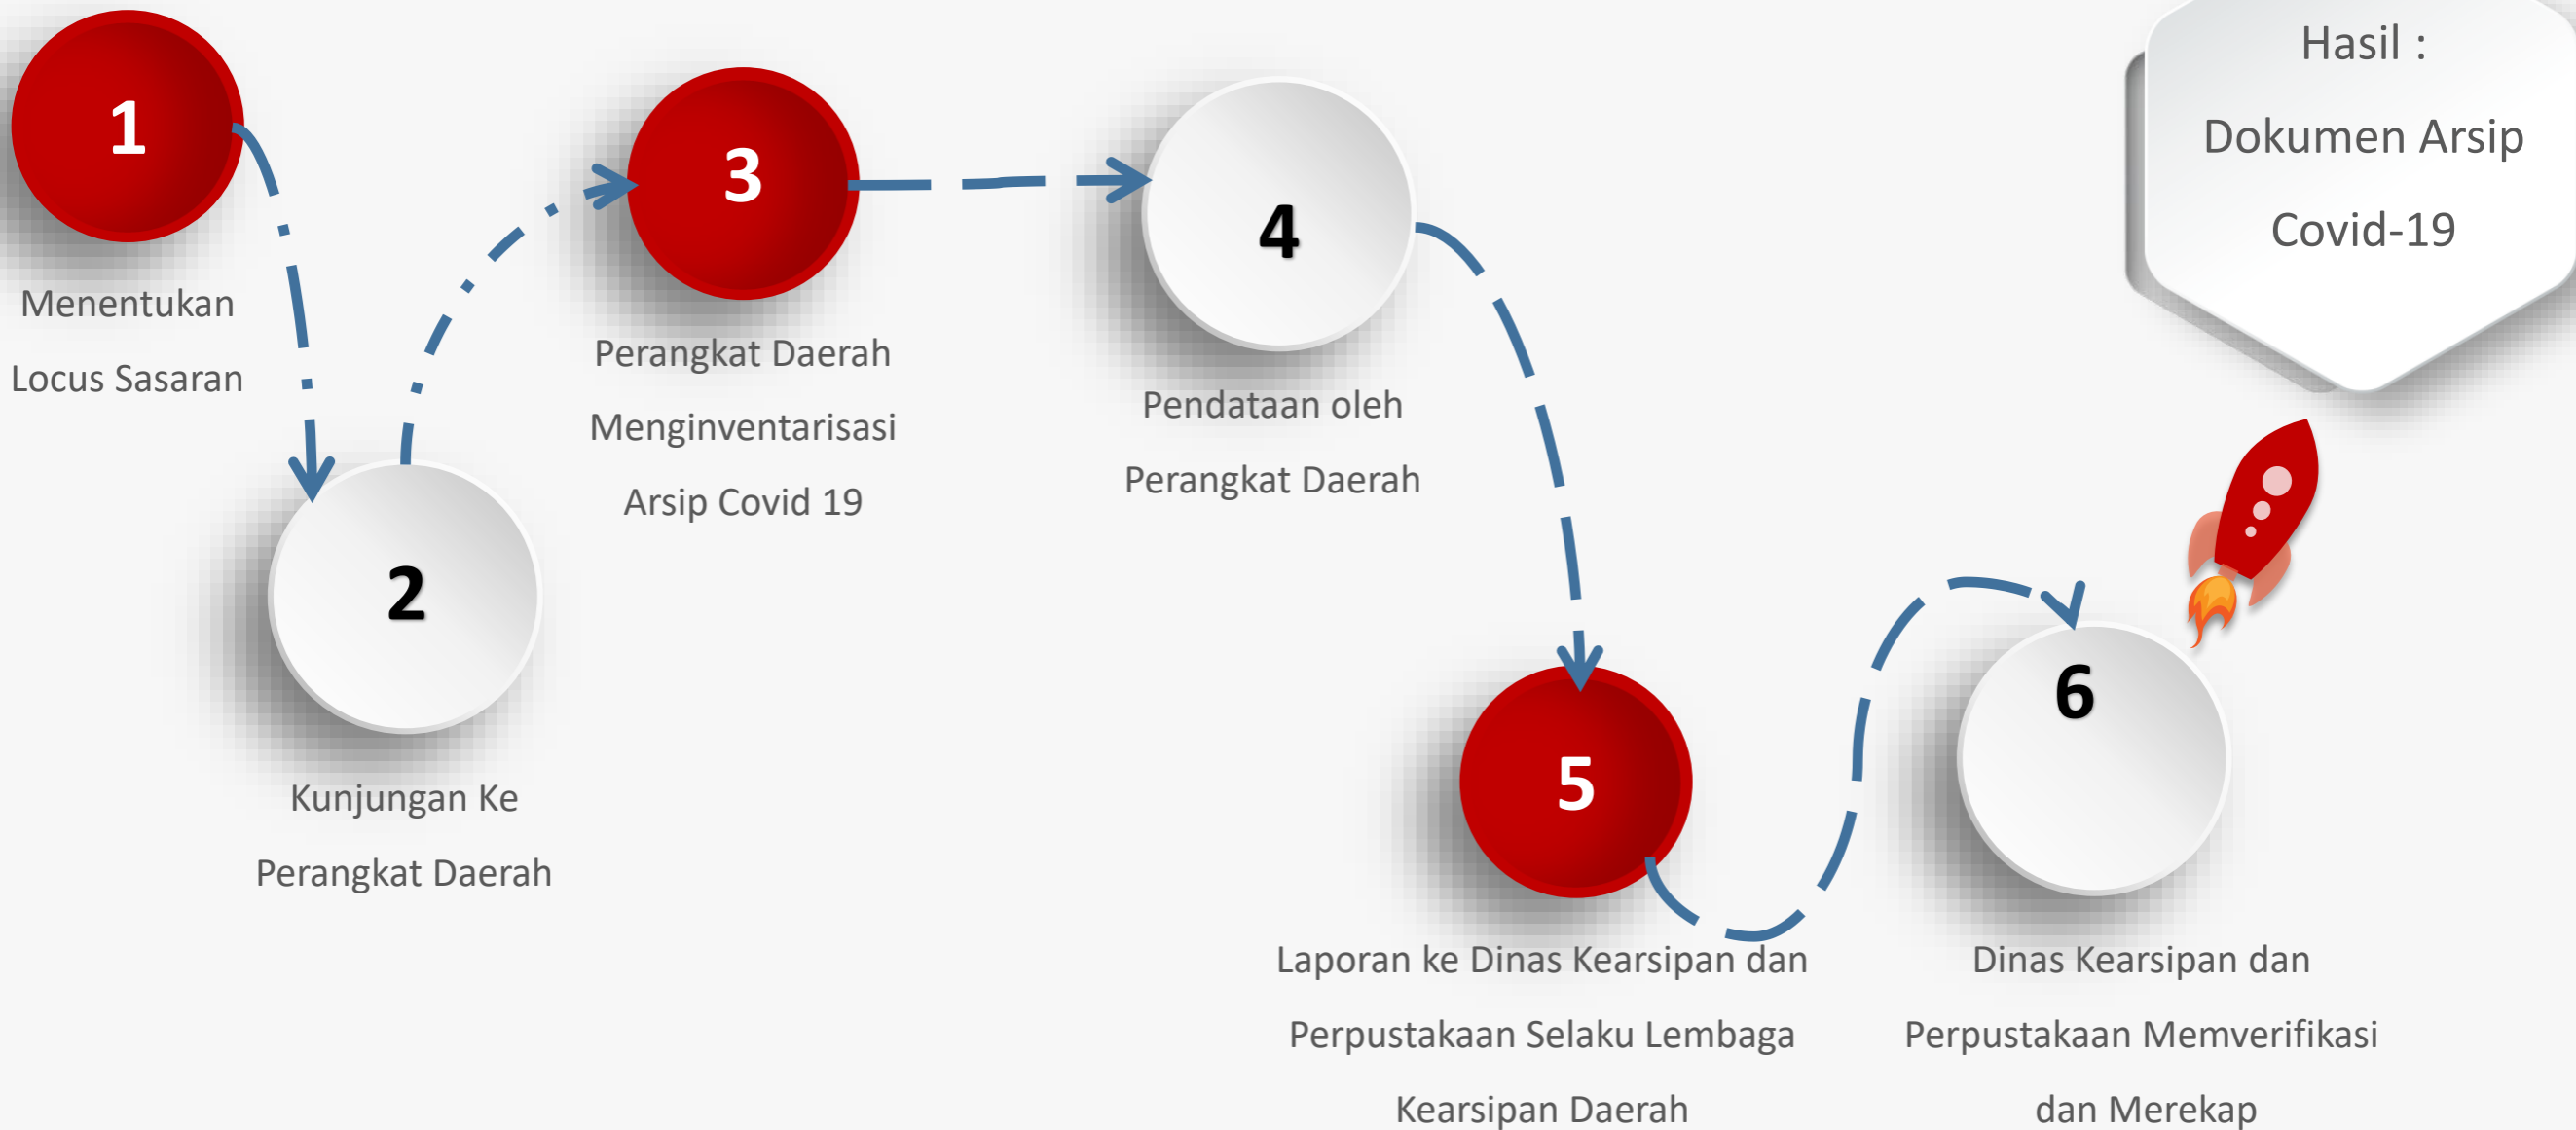 1
Menentukan
Locus Sasaran
2
Kunjungan Ke
Perangkat Daerah
3
Perangkat Daerah
Menginventarisasi
Arsip Covid 19
4
Pendataan oleh
Perangkat Daerah
5
Laporan ke Dinas Kearsipan dan
Perpustakaan Selaku Lembaga
Kearsipan Daerah
6
Dinas Kearsipan dan
Perpustakaan Memverifikasi
dan Merekap
Hasil :
Dokumen Arsip
Covid-19